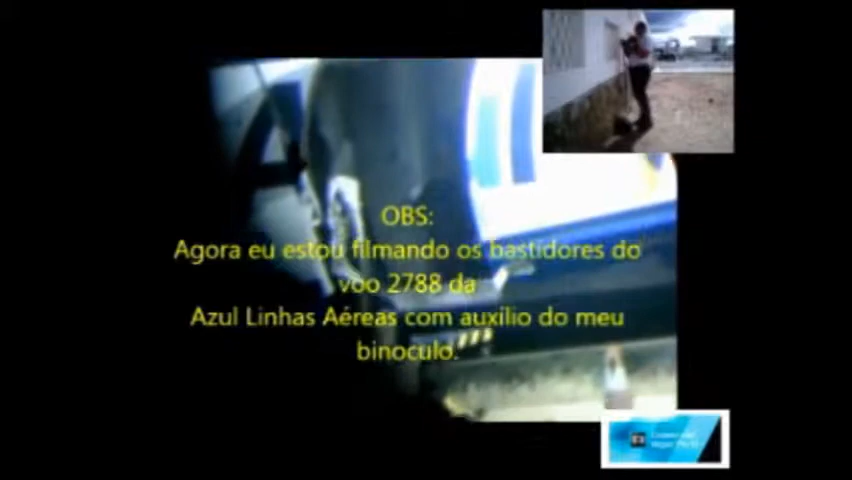 OBS:
Agora eu estou filmando os bastidores do
voo 2788 da
Azul Linhas Aéreas com auxilio do meu
binoculo.